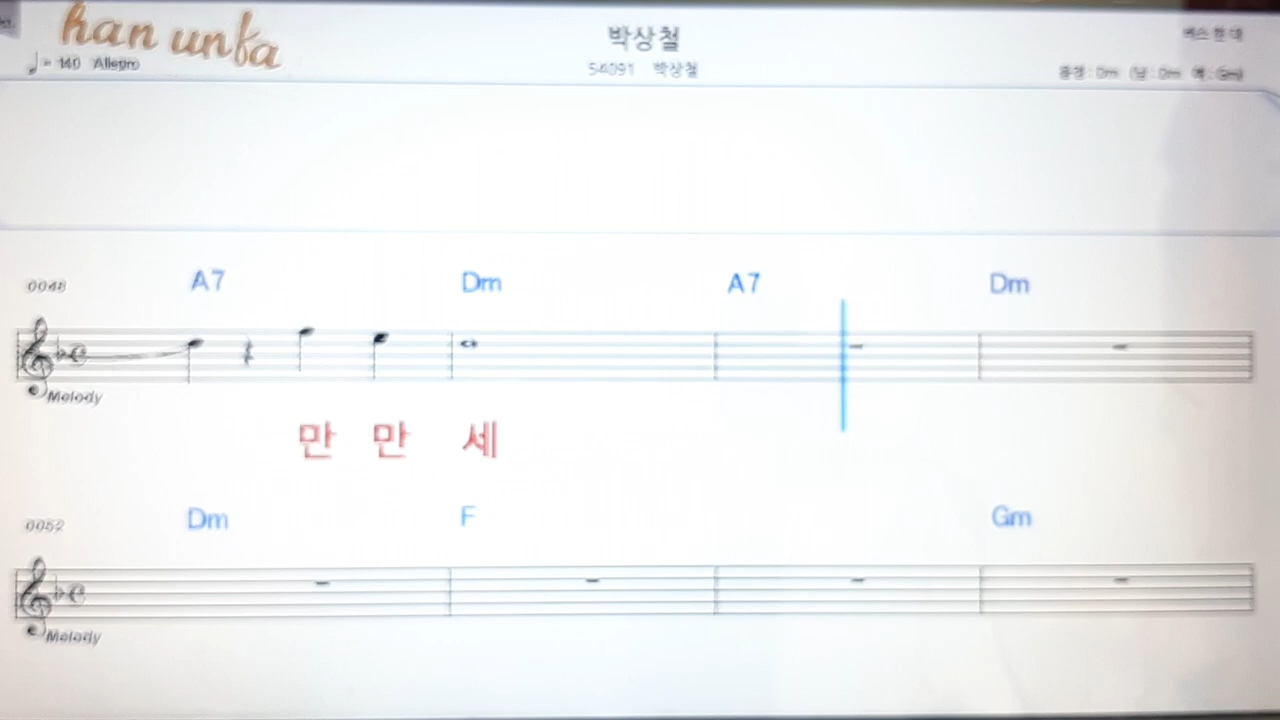 han unfa
박상철
♩= 140 Allegro
54091 박상철
0048 A7 Dm A7 Dm
Melody
만 만 세
0052 Dm F Gm
Melody